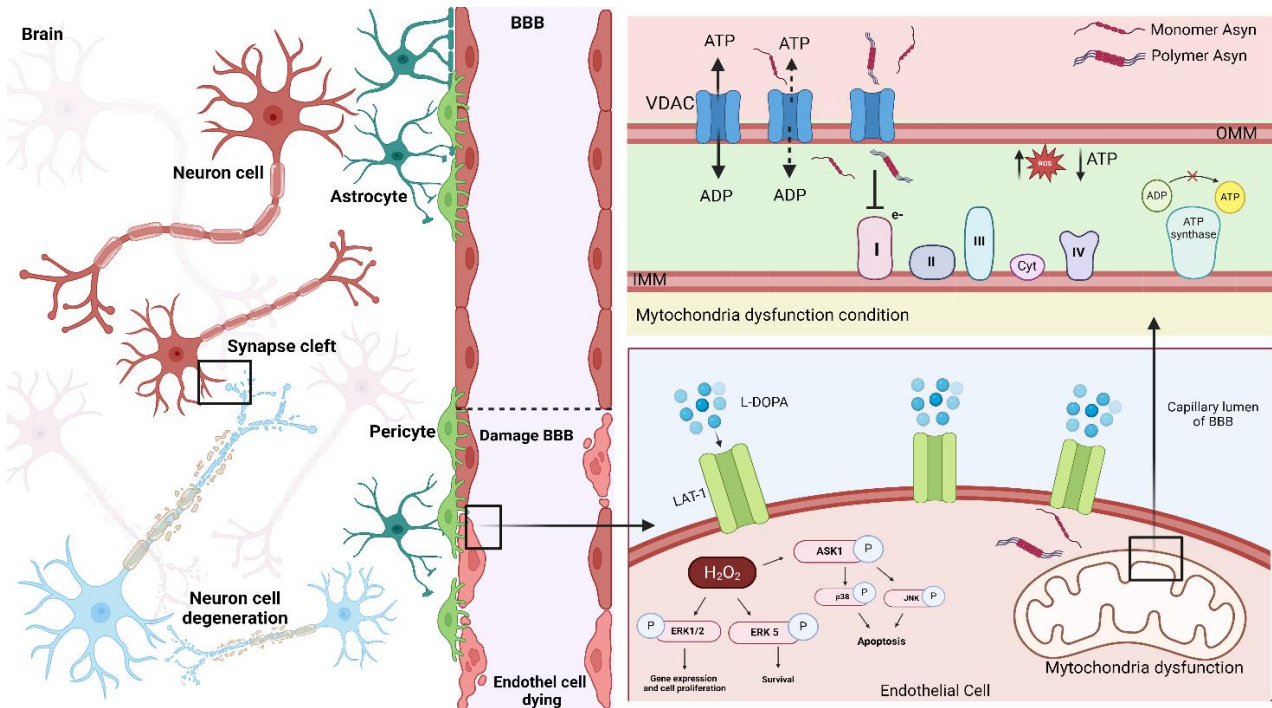 Brain
Neuron cell
Astrocyte
Synapse cleft
Pericyte
Neuron cell
degeneration
BBB
Damage BBB
Endothel cell
dying
ATP
ATP
Monomer Asyn
Polymer Asyn
VDAC
OMM
ADP
ADP
ROS
ATP
ADP
ATP
ATP
synthase
e-
I
II
III
Cyt
IV
IMM
Mytochondria dysfunction condition
L-DOPA
Capillary lumen
of BBB
LAT-1
H₂O₂
ASK1
P
p38
P
JNK
P
Apoptosis
P
ERK1/2
ERK 5
P
Gene expression
and cell proliferation
Survival
Mytochondria dysfunction
Endothelial Cell